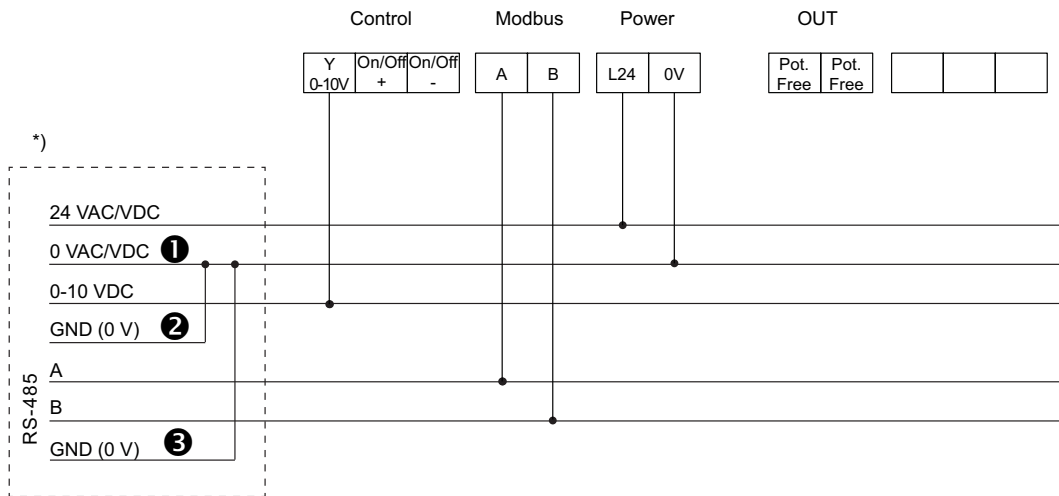 Control Modbus Power OUT
Y On/Off On/Off A B L24 0V Pot. Pot.
0-10V + - Free Free
*)
24 VAC/VDC
0 VAC/VDC ❶
0-10 VDC
GND (0 V) ❷
A
B
GND (0 V) ❸
RS-485